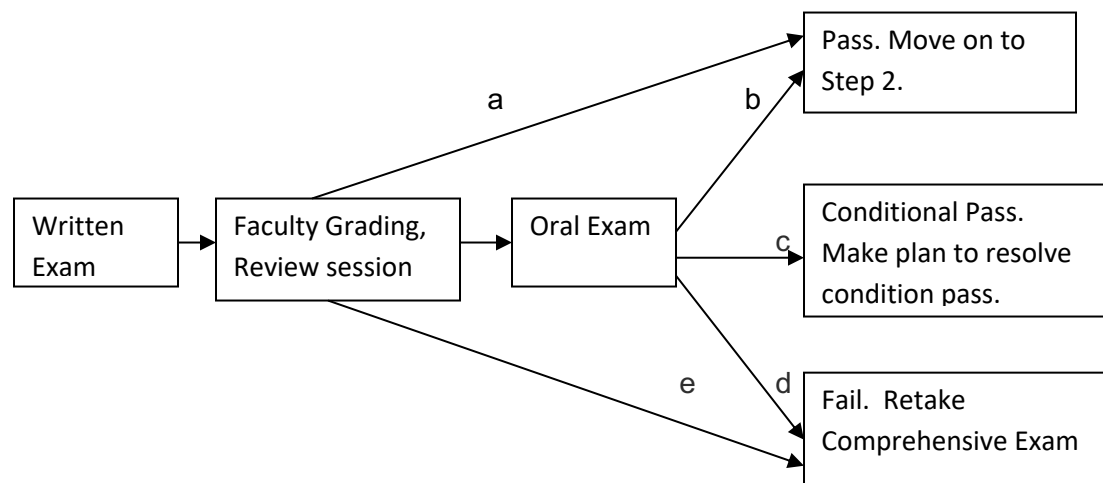 Pass. Move on to
Step 2.
a
b
Written
Exam
Faculty Grading,
Review session
Oral Exam
c
Conditional Pass.
Make plan to resolve
condition pass.
e
d
Fail.  Retake
Comprehensive Exam